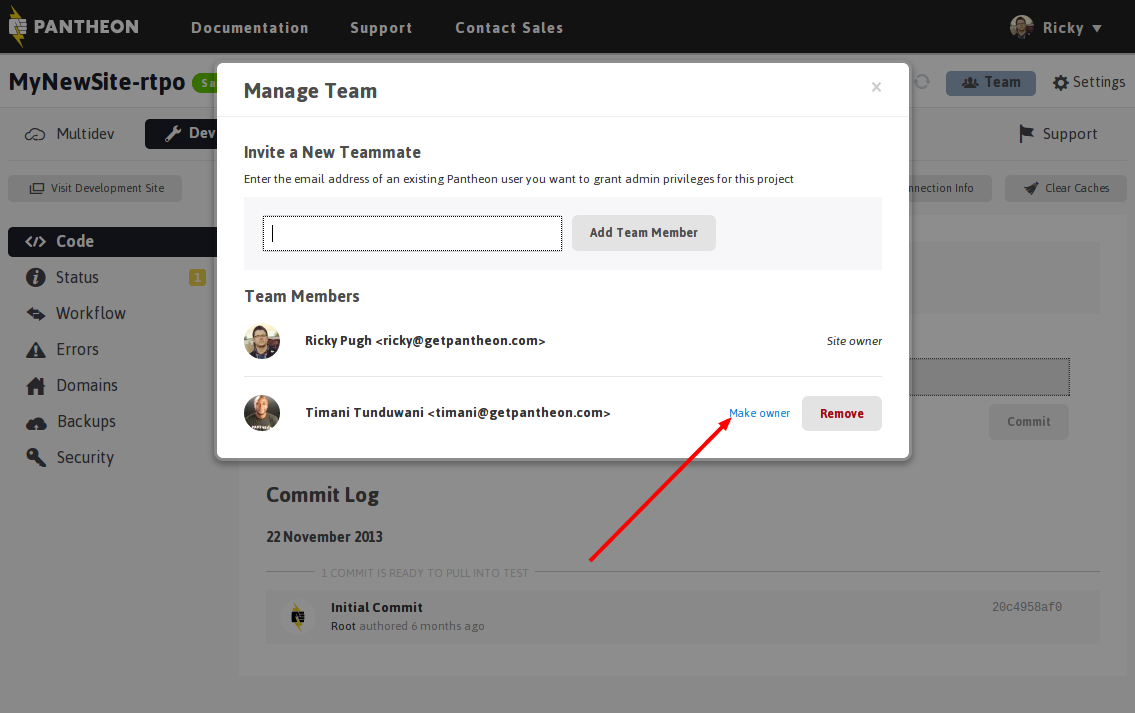 PANTHEON Documentation Support Contact Sales Ricky
MyNewSite-rtpo Sa Team Settings
Manage Team ×
Multidev Dev Support
Invite a New Teammate
Enter the email address of an existing Pantheon user you want to grant admin privileges for this project
Visit Development Site nnection Info Clear Caches
Add Team Member
Code
Status 1
Workflow
Errors
Domains
Backups
Security
Team Members
Ricky Pugh <ricky@getpantheon.com> Site owner
Timani Tunduwani <timani@getpantheon.com> Make owner Remove
Commit
Commit Log
22 November 2013
1 COMMIT IS READY TO PULL INTO TEST
Initial Commit 20c4958af0
Root authored 6 months ago